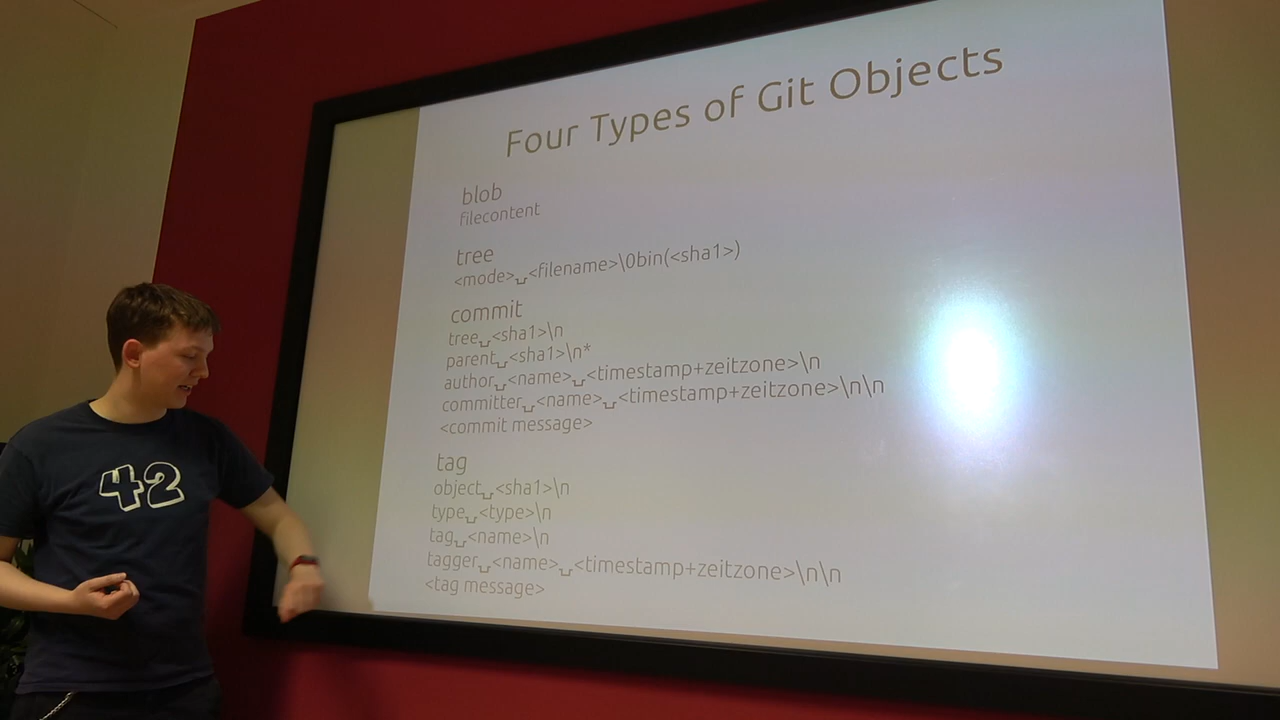 Four Types of Git Objects
blob
filecontent
tree
<mode>␣<filename>\0bin(<sha1>)
commit
tree␣<sha1>\n
parent␣<sha1>\n*
author␣<name>␣<timestamp+zeitzone>\n
committer␣<name>␣<timestamp+zeitzone>\n\n
<commit message>
tag
object␣<sha1>\n
type␣<type>\n
tag␣<name>\n
tagger␣<name>␣<timestamp+zeitzone>\n\n
<tag message>
42